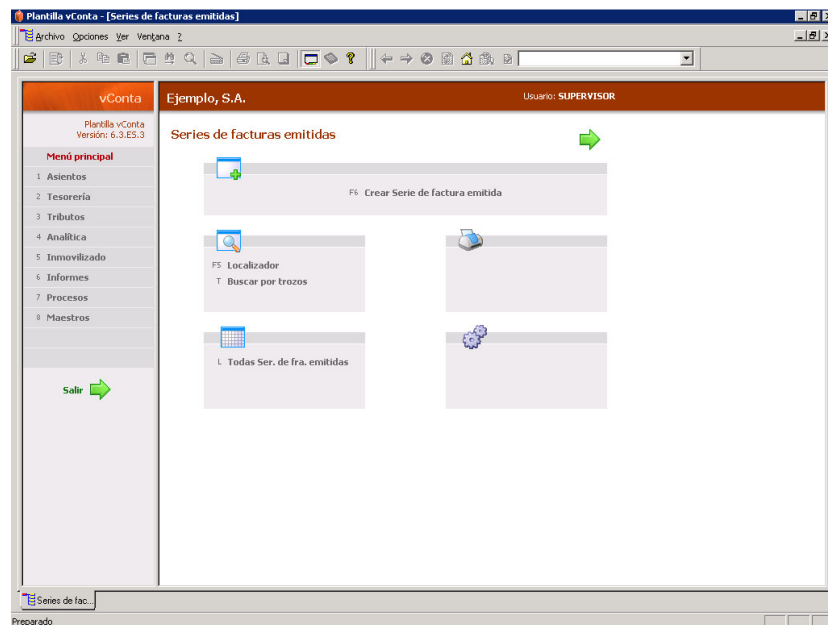 Plantilla vConta - [Series de facturas emitidas]
Archivo Opciones Ver Ventana ?
vConta
Ejemplo, S.A.
Usuario: SUPERVISOR
Plantilla vConta
Versión: 6.3.ES.3
Menú principal
1 Asientos
2 Tesorería
3 Tributos
4 Analítica
5 Inmovilizado
6 Informes
7 Procesos
8 Maestros
Salir
Series de facturas emitidas
F6 Crear Serie de factura emitida
F5 Localizador
T Buscar por trozos
L Todas Ser. de fra. emitidas
Series de fac...
Preparado